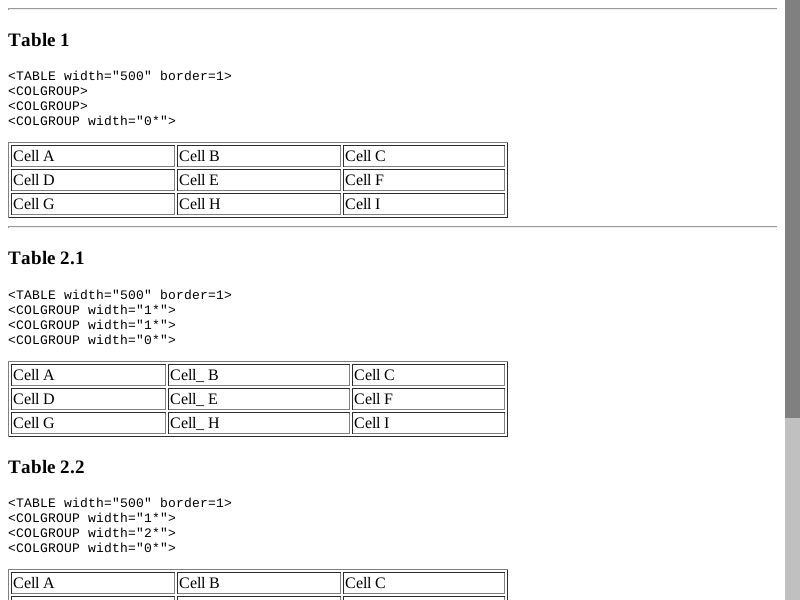 Table 1
<TABLE width="500" border=1>
<COLGROUP>
<COLGROUP>
<COLGROUP width="0*">
Cell A Cell B Cell C
Cell D Cell E Cell F
Cell G Cell H Cell I
Table 2.1
<TABLE width="500" border=1>
<COLGROUP width="1*">
<COLGROUP width="1*">
<COLGROUP width="0*">
Cell A Cell_ B Cell C
Cell D Cell_ E Cell F
Cell G Cell_ H Cell I
Table 2.2
<TABLE width="500" border=1>
<COLGROUP width="1*">
<COLGROUP width="2*">
<COLGROUP width="0*">
Cell A Cell B Cell C